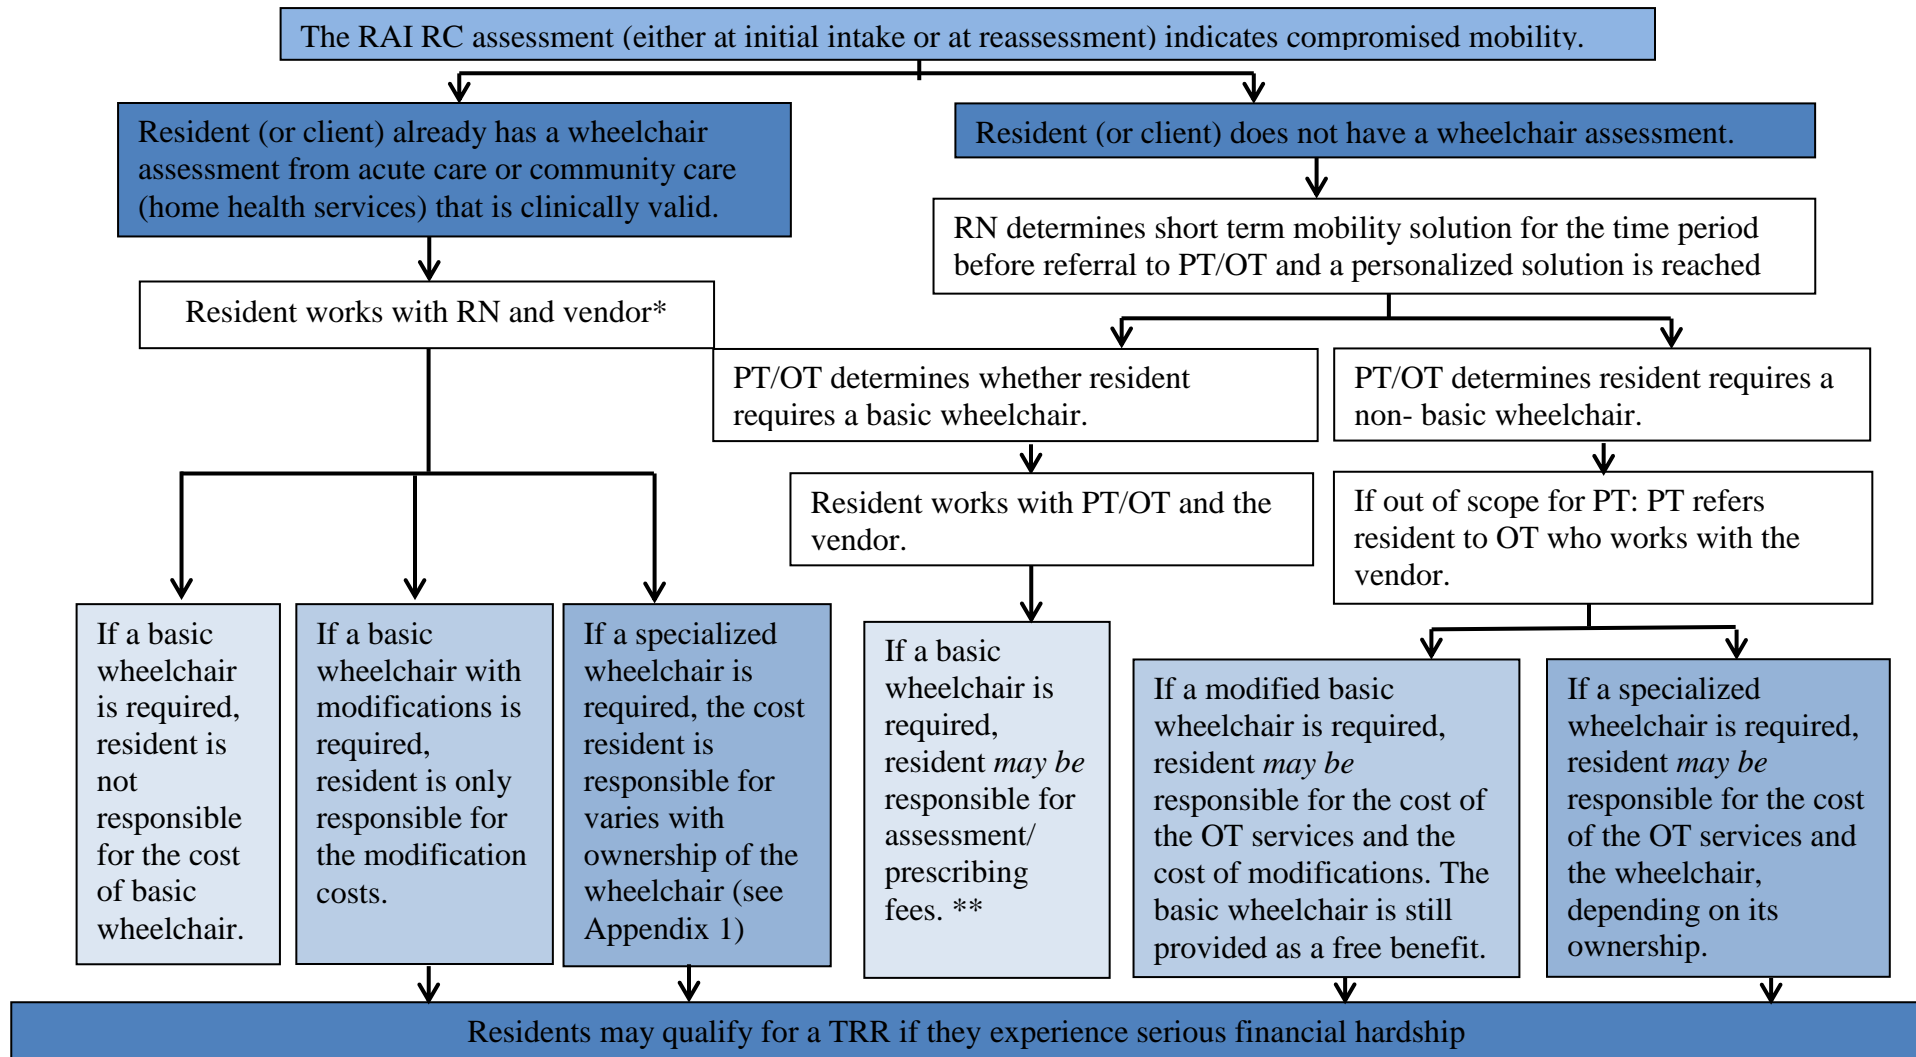 The RAI RC assessment (either at initial intake or at reassessment) indicates compromised mobility.
Resident (or client) already has a wheelchair
assessment from acute care or community care
(home health services) that is clinically valid.
Resident (or client) does not have a wheelchair assessment.
RN determines short term mobility solution for the time period
before referral to PT/OT and a personalized solution is reached
Resident works with RN and vendor*
PT/OT determines whether resident
requires a basic wheelchair.
PT/OT determines resident requires a
non- basic wheelchair.
Resident works with PT/OT and the
vendor.
If out of scope for PT: PT refers
resident to OT who works with the
vendor.
If a basic
wheelchair
is required,
resident is
not
responsible
for the cost
of basic
wheelchair.
If a basic
wheelchair with
modifications is
required,
resident is only
responsible for
the modification
costs.
If a specialized
wheelchair is
required, the cost
resident is
responsible for
varies with
ownership of the
wheelchair (see
Appendix 1)
If a basic
wheelchair is
required,
resident may be
responsible for
assessment/
prescribing
fees. **
If a modified basic
wheelchair is required,
resident may be
responsible for the cost of
the OT services and the
cost of modifications. The
basic wheelchair is still
provided as a free benefit.
If a specialized
wheelchair is required,
resident may be
responsible for the cost
of the OT services and
the wheelchair,
depending on its
ownership.
Residents may qualify for a TRR if they experience serious financial hardship